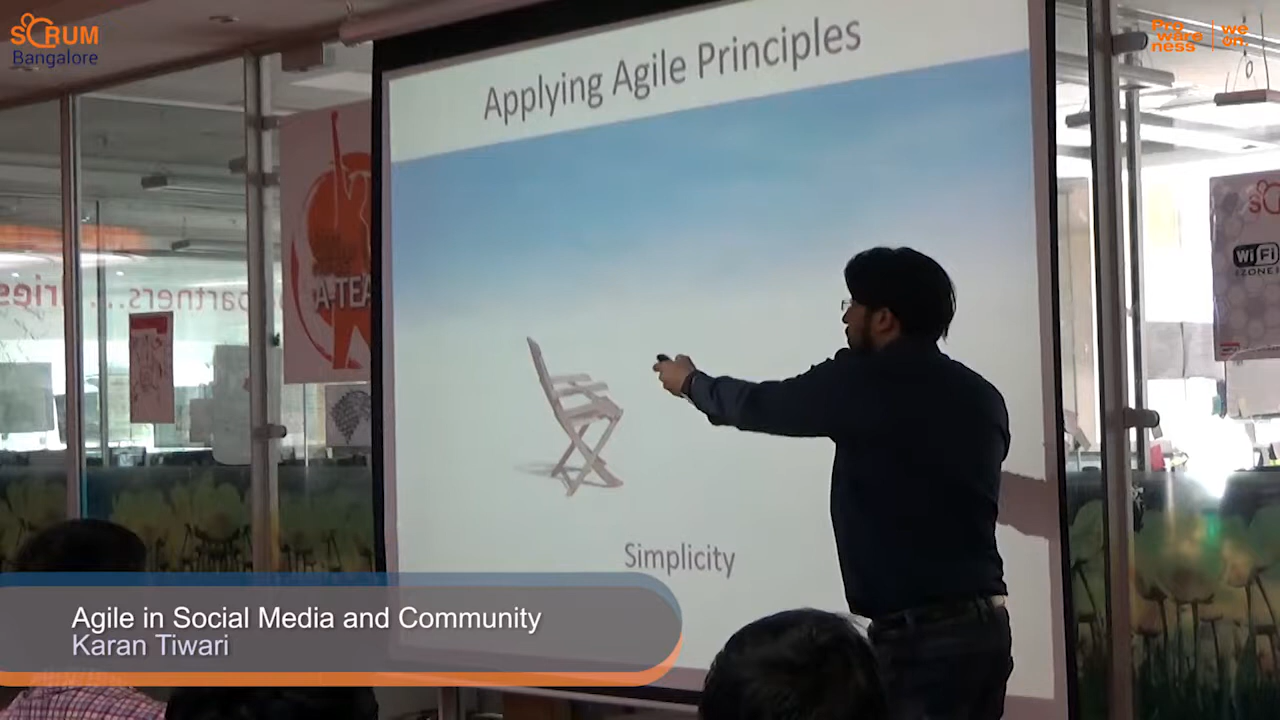 SCRUM
Bangalore
Pro
ware
ness
we
on.
Applying Agile Principles
A-TEA
partners...
WiFi
ZONE
Simplicity
Agile in Social Media and Community
Karan Tiwari